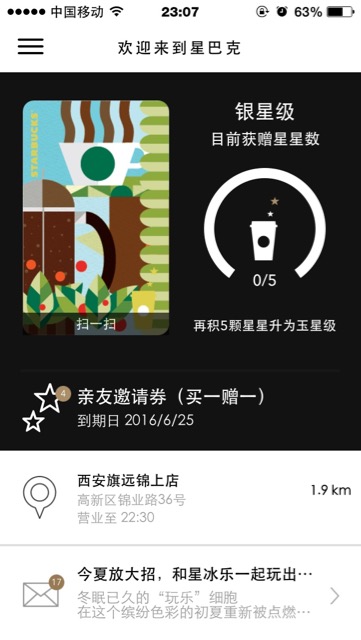 中国移动 23:07 63%
欢迎来到星巴克
STARBUCKS
扫一扫
银星级
目前获赠星星数
0/5
再积5颗星星升为玉星级
4
亲友邀请券（买一赠一）
到期日 2016/6/25
西安旗远锦上店
高新区锦业路36号
营业至 22:30
1.9 km
17
今夏放大招，和星冰乐一起玩出…
冬眠已久的“玩乐”细胞
在这个缤纷色彩的初夏重新被点燃…